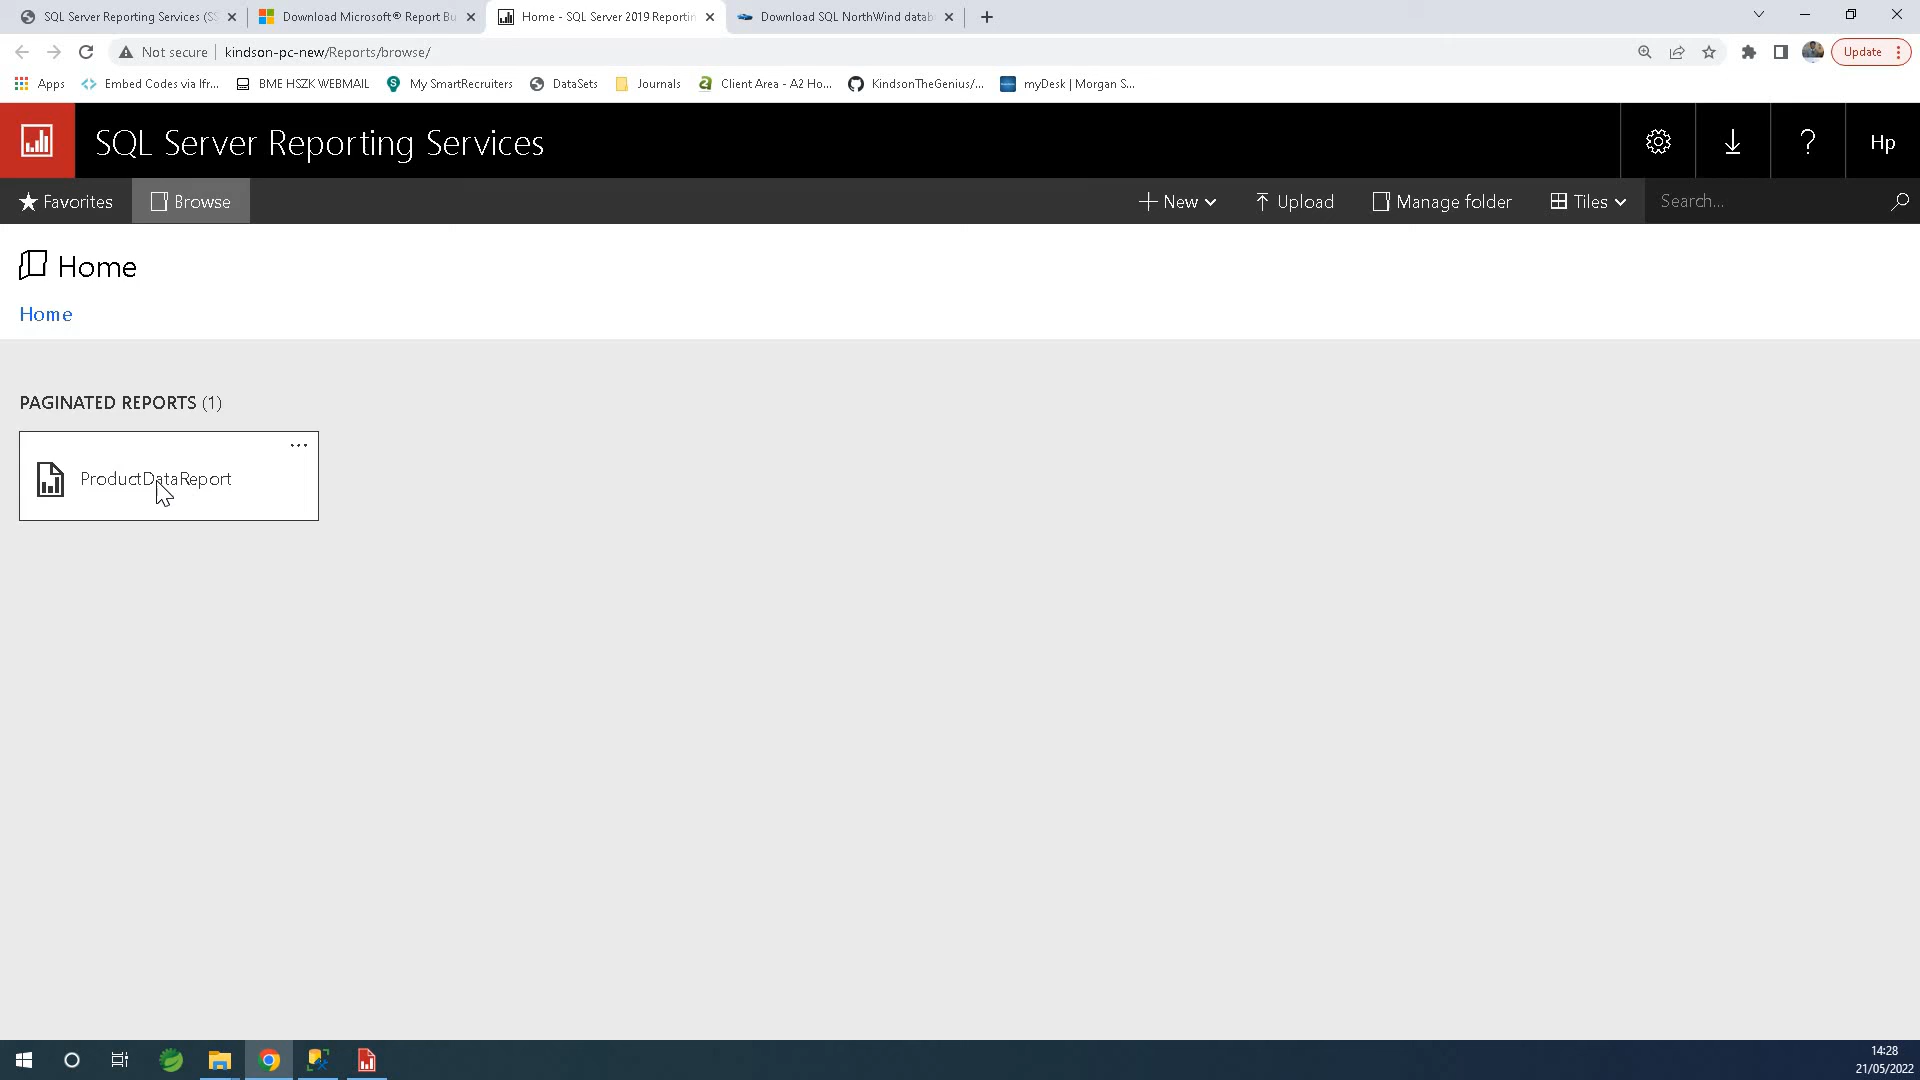 SQL Server Reporting Services (SS
Download Microsoft® Report Bu
Home - SQL Server 2019 Reportin
Download SQL NorthWind datab
Not secure
kindson-pc-new/Reports/browse/
Update
Apps
Embed Codes via Ifr...
BME HSZK WEBMAIL
My SmartRecruiters
DataSets
Journals
Client Area - A2 Ho...
KindsonTheGenius/...
myDesk | Morgan S...
SQL Server Reporting Services
Hp
Favorites
Browse
New
Upload
Manage folder
Tiles
Search...
Home
Home
PAGINATED REPORTS (1)
ProductDataReport
14:28
21/05/2022